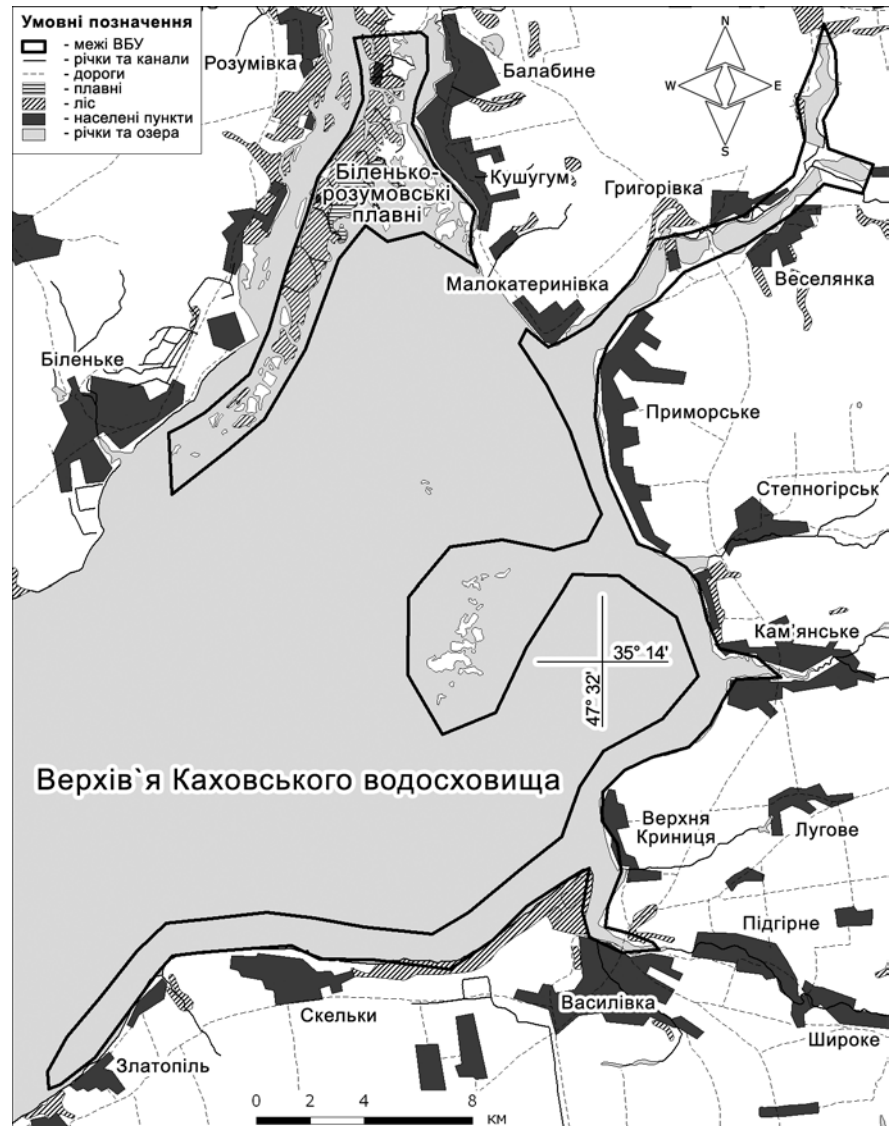 Умовні позначення
- межі ВБУ
- річки та канали
- дороги
- плавні
- ліс
- населені пункти
- річки та озера
Розумівка
Балабине
N
W E
S
Біленько-
розумовські
плавні
Кушугум
Григорівка
Малокатеринівка
Веселянка
Біленьке
Приморське
Степногірськ
Кам'янське
35° 14'
47° 32'
Верхів`я Каховського водосховища
Верхня
Криниця
Лугове
Підгірне
Василівка
Скельки
Широке
Златопіль
0 2 4 8
км